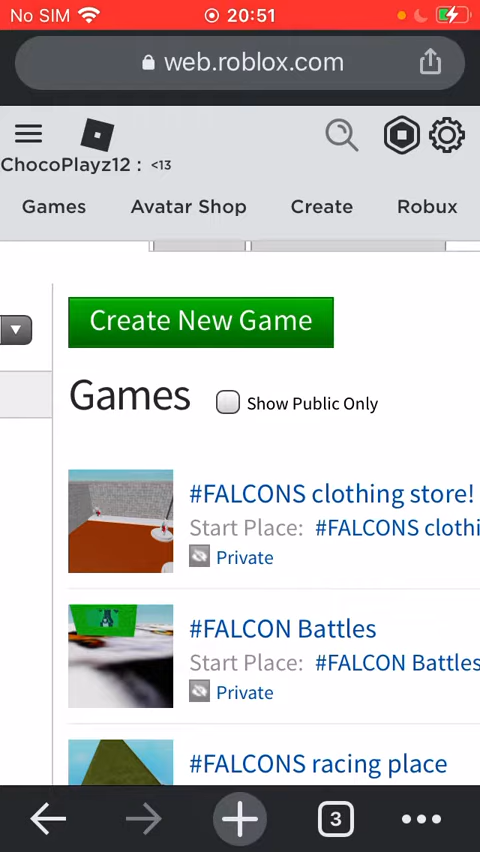 No SIM 20:51
web.roblox.com
ChocoPlayz12 : <13
Games Avatar Shop Create Robux
Create New Game
Games Show Public Only
#FALCONS clothing store!
Start Place: #FALCONS clothi
Private
#FALCON Battles
Start Place: #FALCON Battles
Private
#FALCONS racing place
3